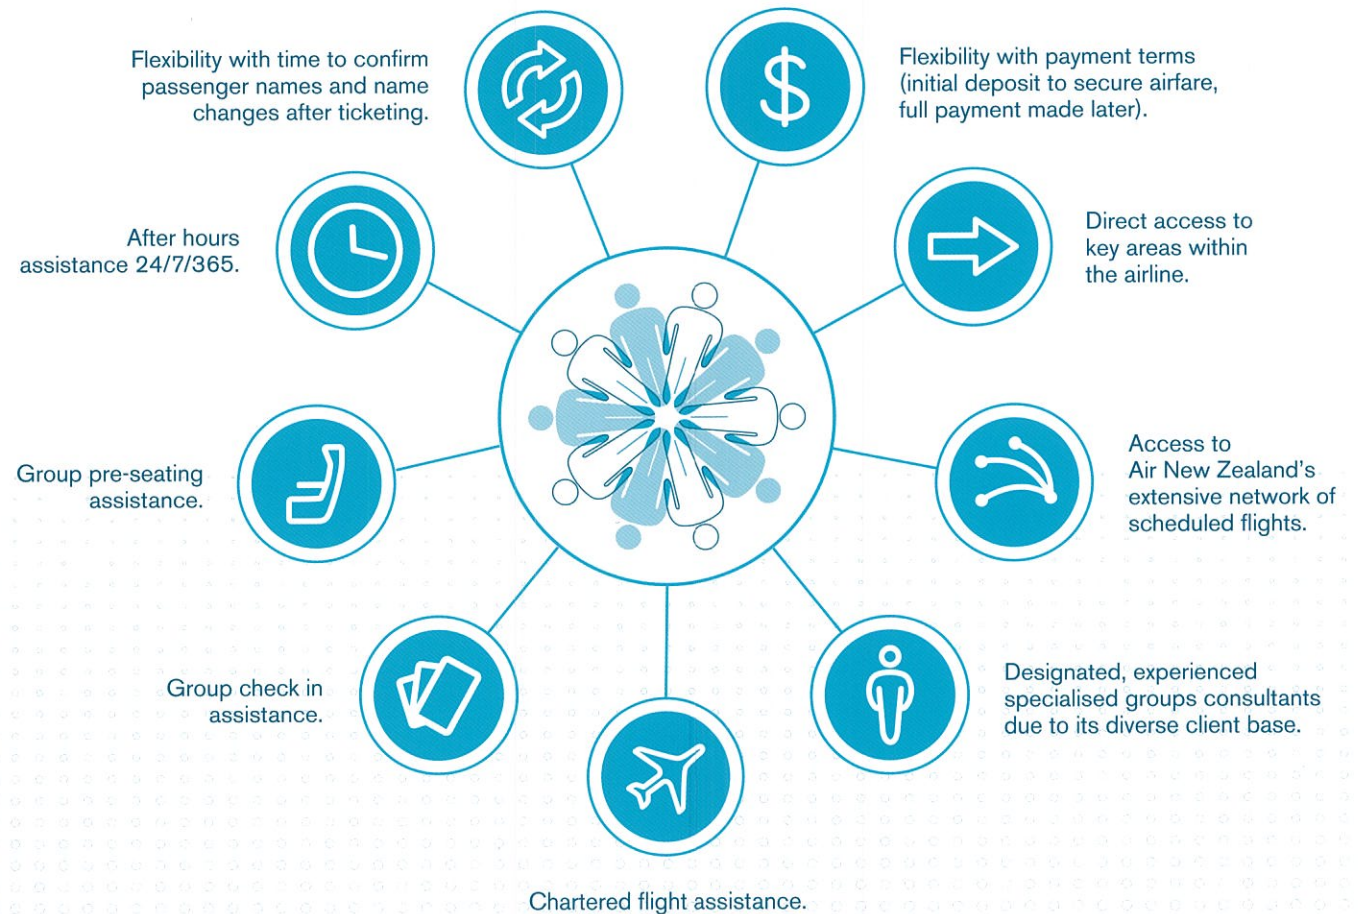 Flexibility with time to confirm
passenger names and name
changes after ticketing.
Flexibility with payment terms
(initial deposit to secure airfare,
full payment made later).
After hours
assistance 24/7/365.
Direct access to
key areas within
the airline.
Group pre-seating
assistance.
Access to
Air New Zealand's
extensive network of
scheduled flights.
Group check in
assistance.
Designated, experienced
specialised groups consultants
due to its diverse client base.
Chartered flight assistance.
$